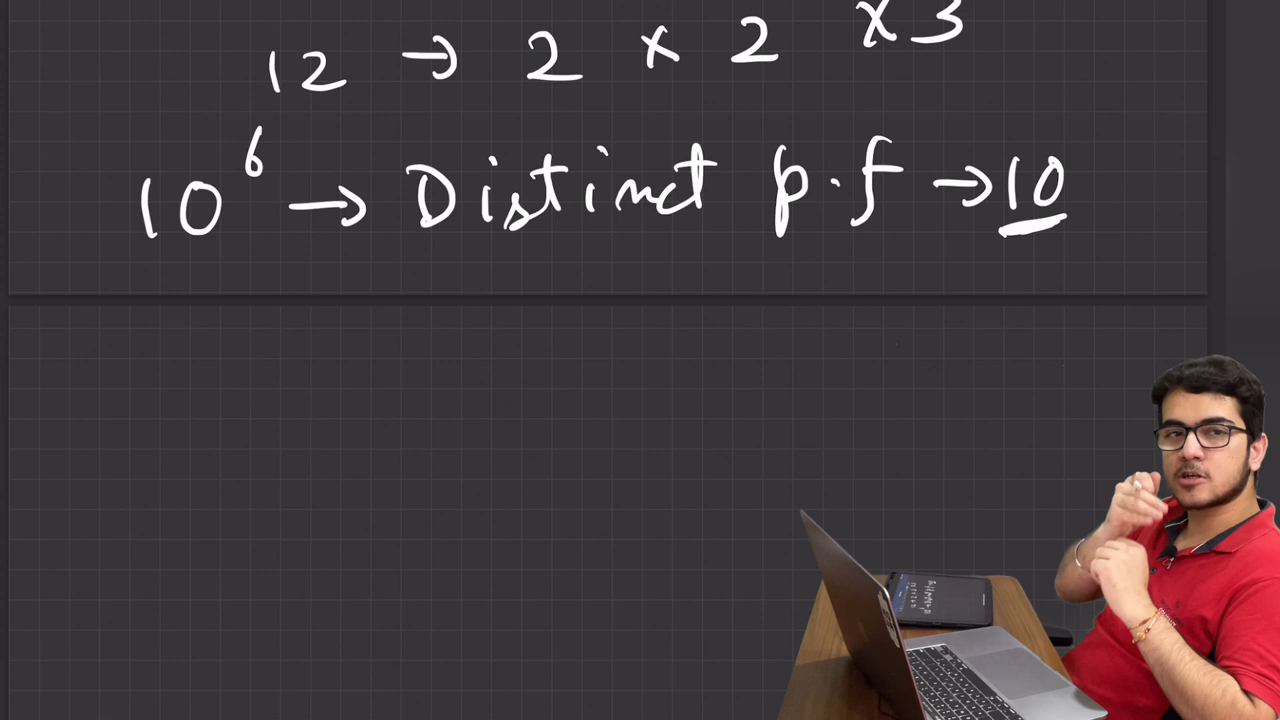 12 → 2 × 2 × 3
10⁶ → Distinct p.f → 10